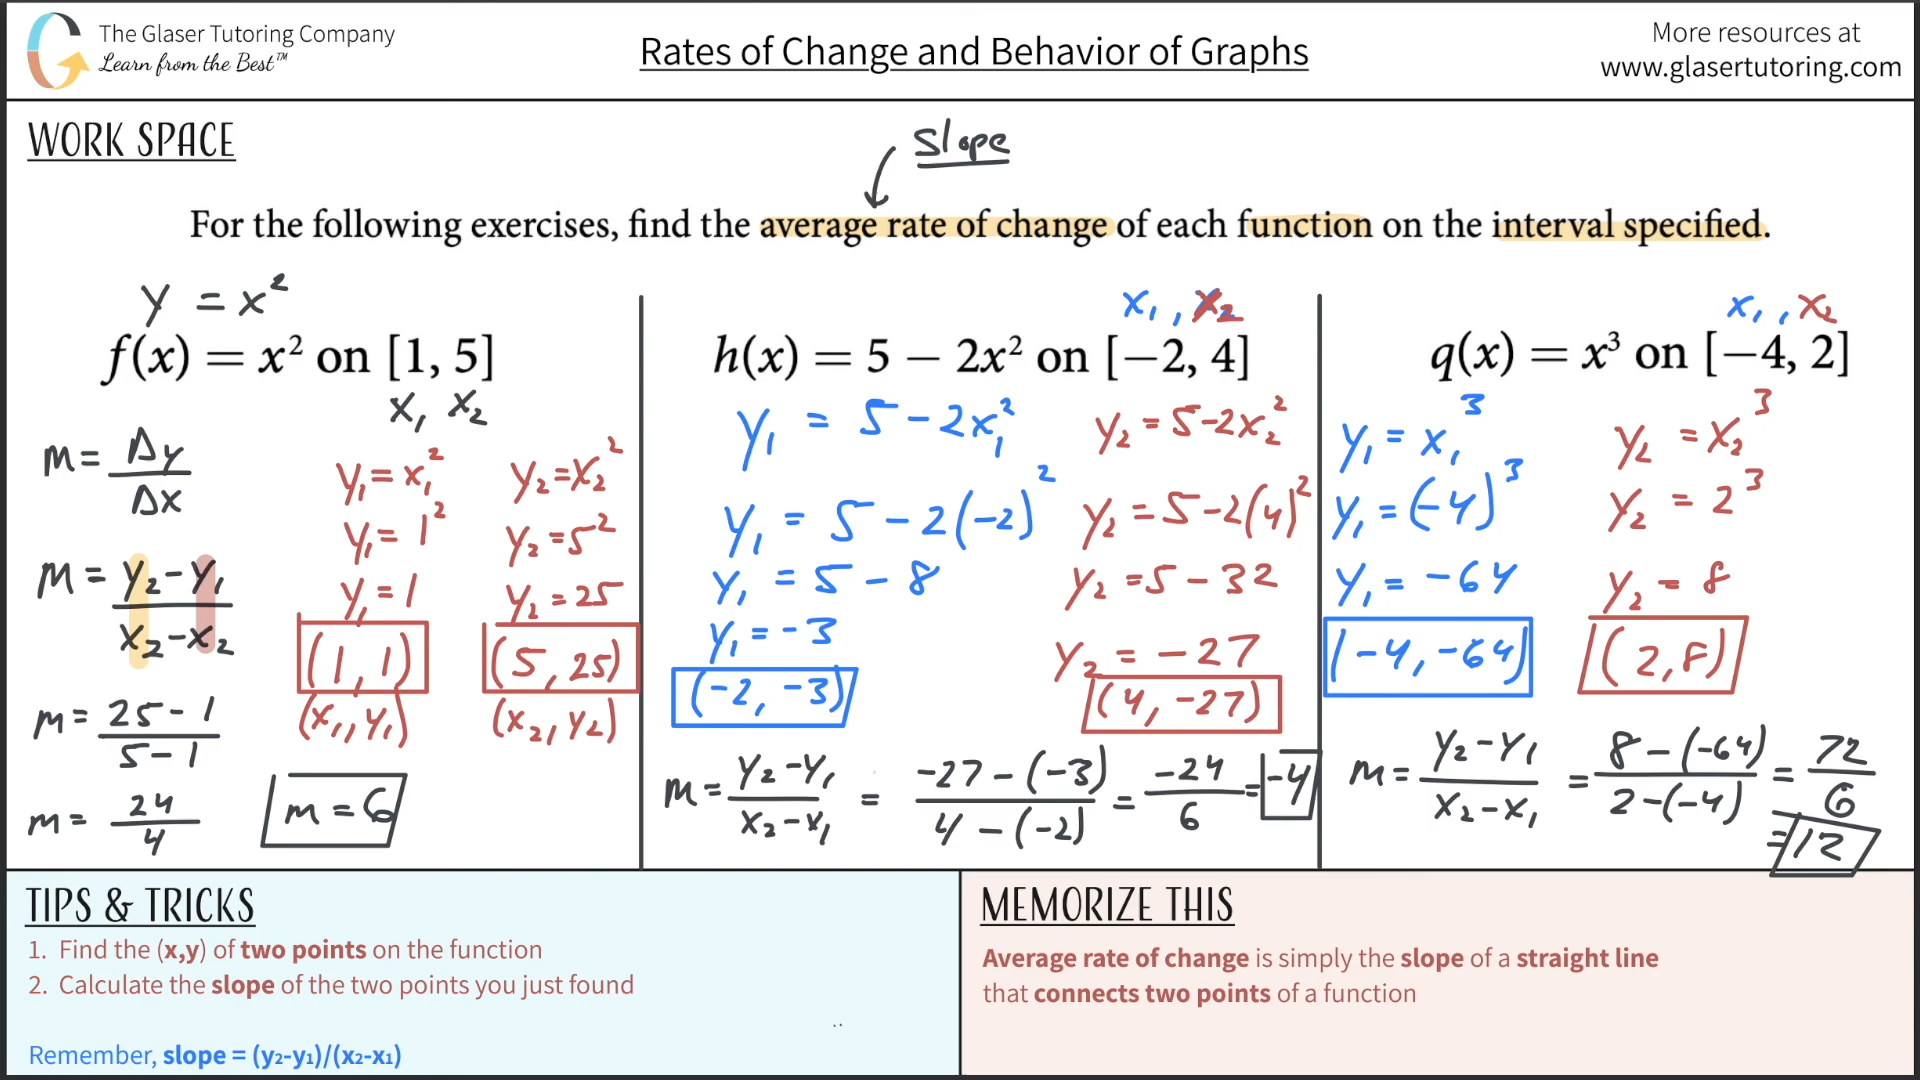 The Glaser Tutoring Company
Learn from the Best™
Rates of Change and Behavior of Graphs
More resources at
www.glasertutoring.com
WORK SPACE
slope
For the following exercises, find the average rate of change of each function on the interval specified.
y = x²
f(x) = x² on [1, 5]
x₁ x₂
m = Δy/Δx
m = y₂-y₁/x₂-x₂
m = 25-1/5-1
m = 24/4
m = 6
y₁ = x₁²
y₁ = 1²
y₁ = 1
(1, 1)
(x₁, y₁)
y₂ = x₂²
y₂ = 5²
y₂ = 25
(5, 25)
(x₂, y₂)
x₁, x₂
h(x) = 5 − 2x² on [−2, 4]
y₁ = 5 - 2x₁²
y₁ = 5 - 2(-2)²
y₁ = 5 - 8
y₁ = -3
(-2, -3)
y₂ = 5-2x₂²
y₂ = 5-2(4)²
y₂ = 5 - 32
y₂ = -27
(4, -27)
m = y₂-y₁/x₂-x₁ = -27-(-3)/4-(-2) = -24/6 = -4
x₁, x₂
q(x) = x³ on [−4, 2]
y₁ = x₁³
y₁ = (-4)³
y₁ = -64
(-4, -64)
y₂ = x₂³
y₂ = 2³
y₂ = 8
(2, 8)
m = y₂-y₁/x₂-x₁ = 8-(-64)/2-(-4) = 72/6
= 12
TIPS & TRICKS
1. Find the (x,y) of two points on the function
2. Calculate the slope of the two points you just found
Remember, slope = (y₂-y₁)/(x₂-x₁)
MEMORIZE THIS
Average rate of change is simply the slope of a straight line
that connects two points of a function